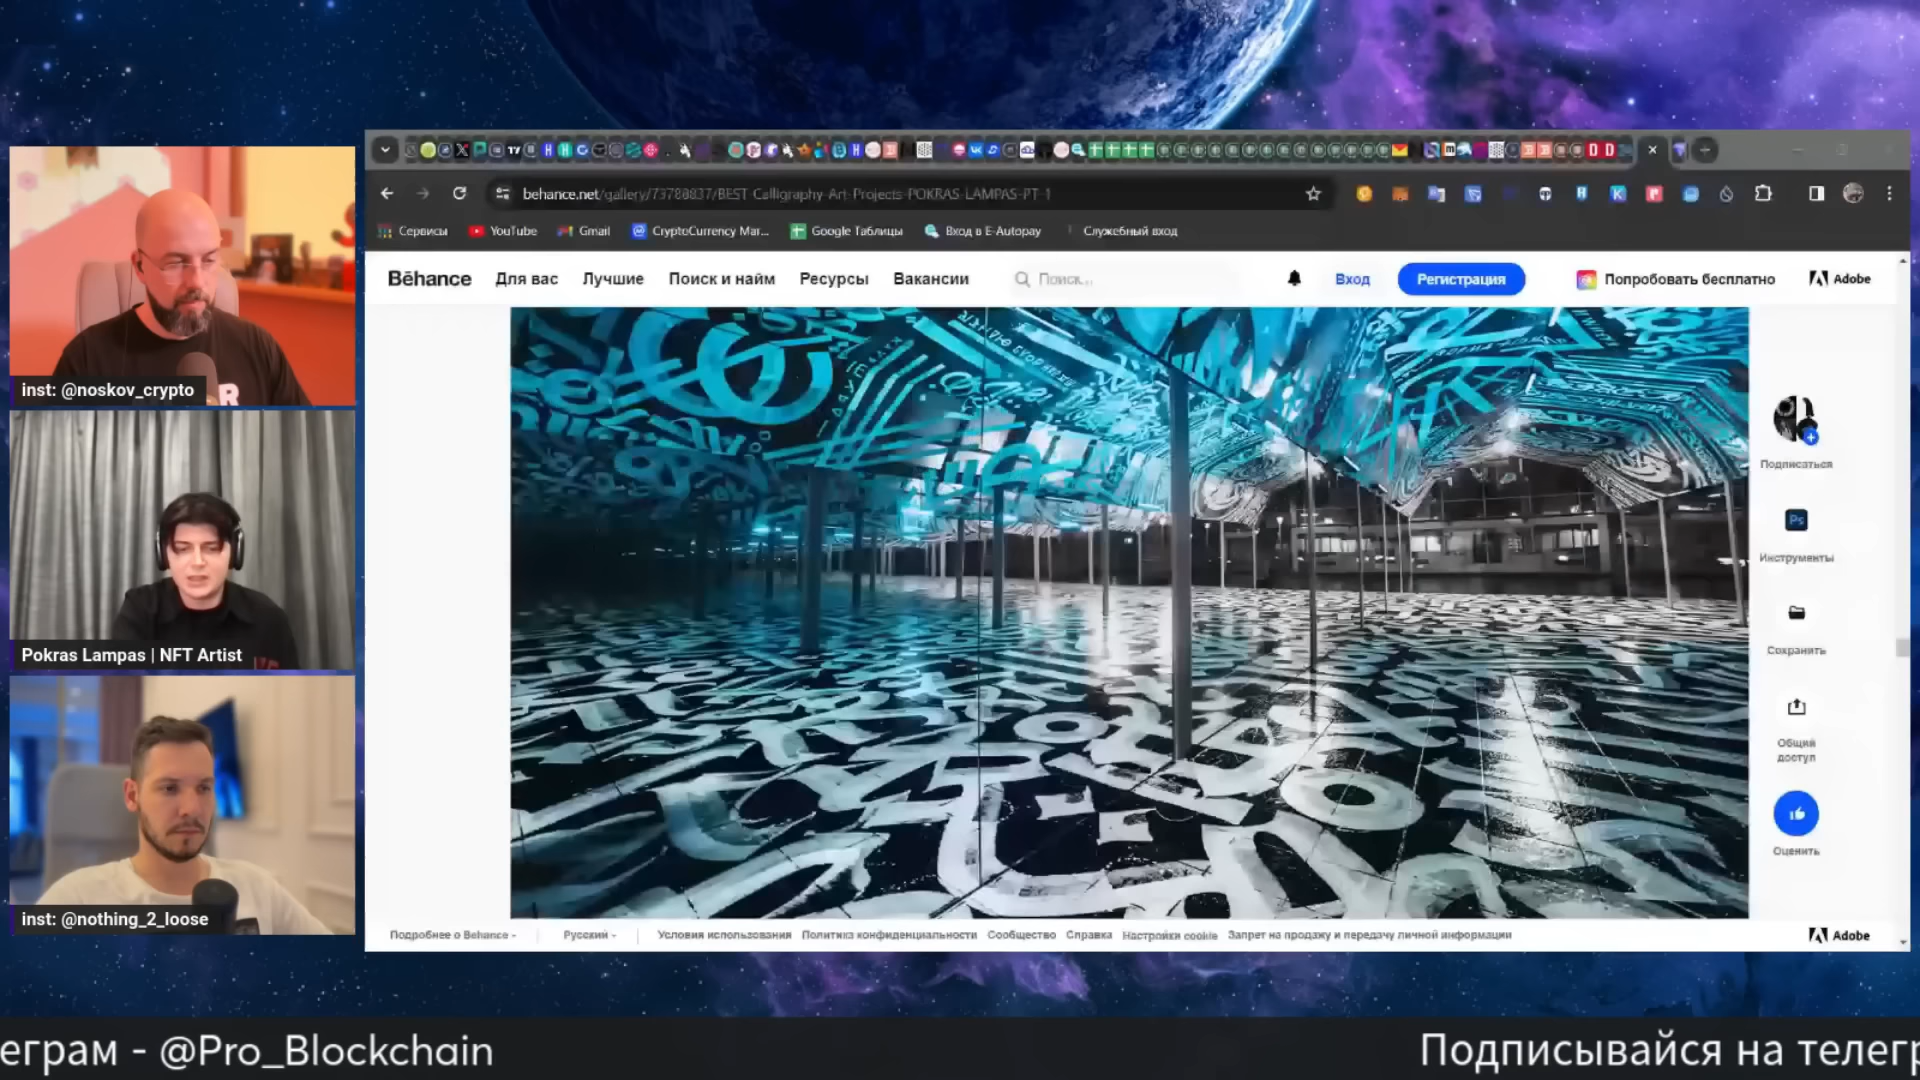 behance.net/gallery/73788837/BEST-Calligraphy-Art-Projects-POKRAS-LAMPAS-PT-1
Сервисы YouTube Gmail CryptoCurrency Mar... Google Таблицы Вход в E-Autopay Служебный вход
Bēhance Для вас Лучшие Поиск и найм Ресурсы Вакансии Поиск... Вход Регистрация Попробовать бесплатно Adobe
inst: @noskov_crypto
Подписаться
Ps
Инструменты
Сохранить
Pokras Lampas | NFT Artist
Общий
доступ
Оценить
inst: @nothing_2_loose
Подробнее о Behance Русский Условия использования Политика конфиденциальности Сообщество Справка Настройки cookie Запрет на продажу и передачу личной информации Adobe
еграм - @Pro_Blockchain Подписывайся на телегр